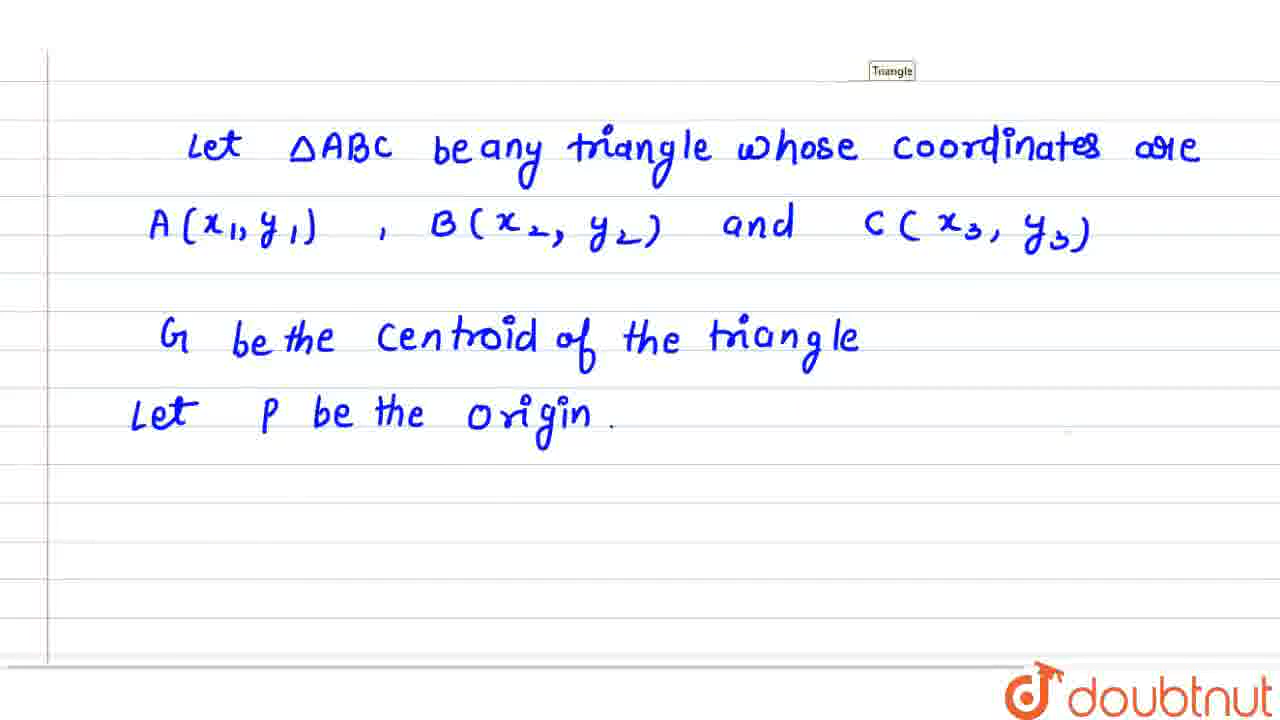 Triangle
Let △ABC be any triangle whose coordinates are
A(x₁, y₁) , B(x₂, y₂) and C(x₃, y₃)
G be the centroid of the triangle
Let P be the origin.
doubtnut